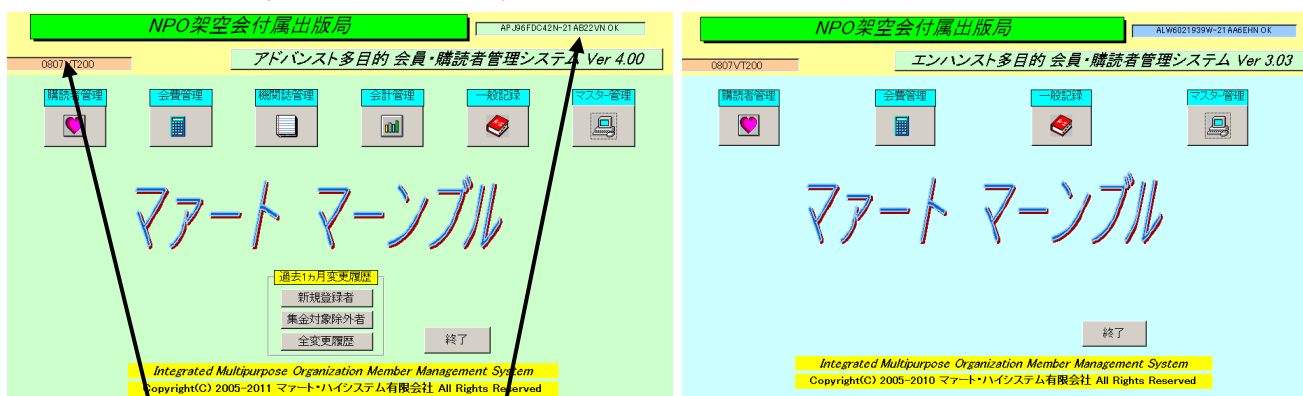 NPO架空会付属出版局
APJ96FDC42N-21AB22VN OK
0807VT200
アドバンスト多目的 会員・購読者管理システム Ver 4.00
購読者管理
会費管理
機関誌管理
会計管理
一般記録
マスター管理
マァート マーンブル
過去1ヵ月変更履歴
新規登録者
集金対象除外者
全変更履歴
終了
Integrated Multipurpose Organization Member Management System
Copyright(C) 2005-2011 マァート・ハイシステム有限会社 All Rights Reserved
NPO架空会付属出版局
ALW6021939W-21AA6EHN OK
0807VT200
エンハンスト多目的 会員・購読者管理システム Ver 3.03
購読者管理
会費管理
一般記録
マスター管理
マァート マーンブル
終了
Integrated Multipurpose Organization Member Management System
Copyright(C) 2005-2010 マァート・ハイシステム有限会社 All Rights Reserved